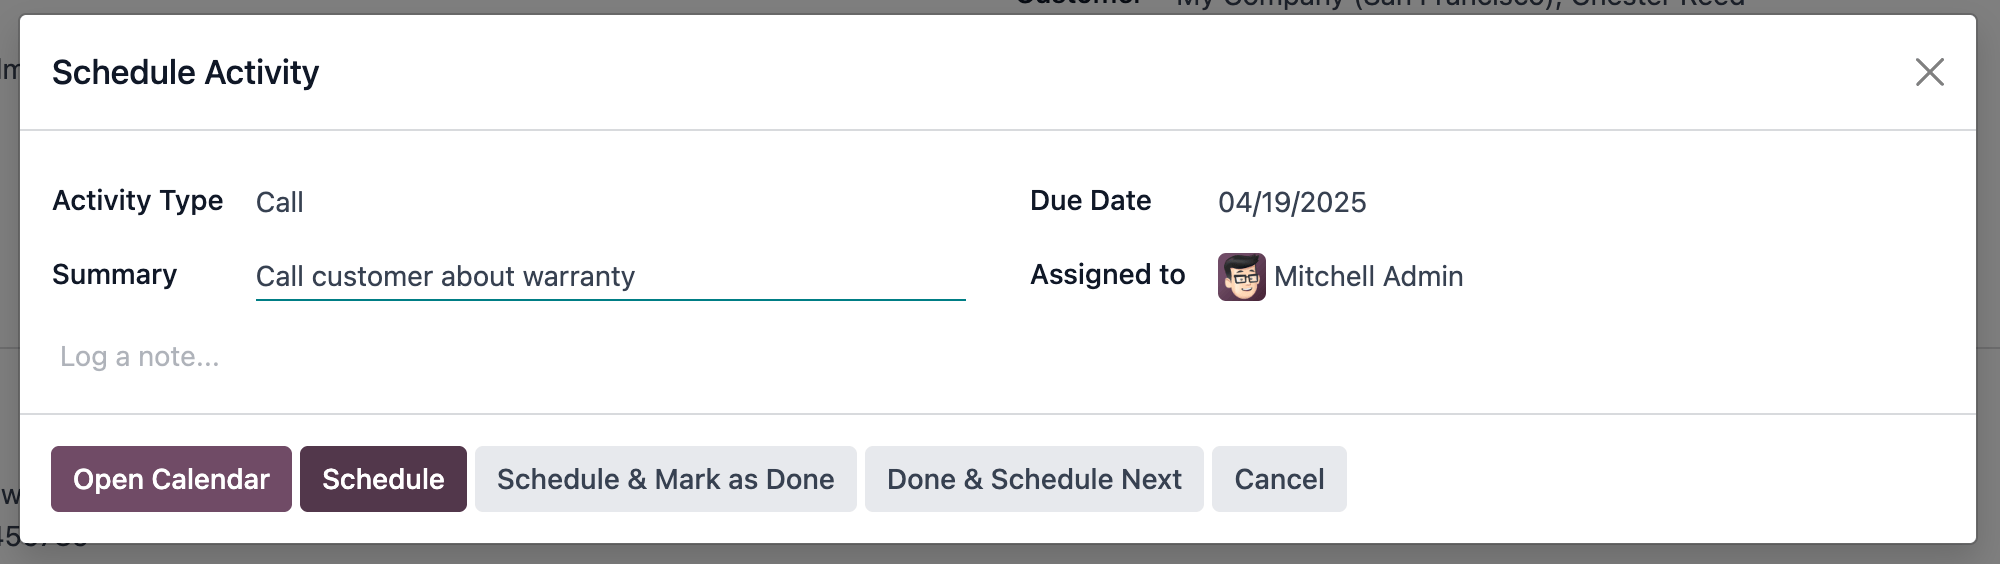 Schedule Activity
Activity Type Call
Due Date 04/19/2025
Summary Call customer about warranty
Assigned to Mitchell Admin
Log a note...
Open Calendar Schedule Schedule & Mark as Done Done & Schedule Next Cancel